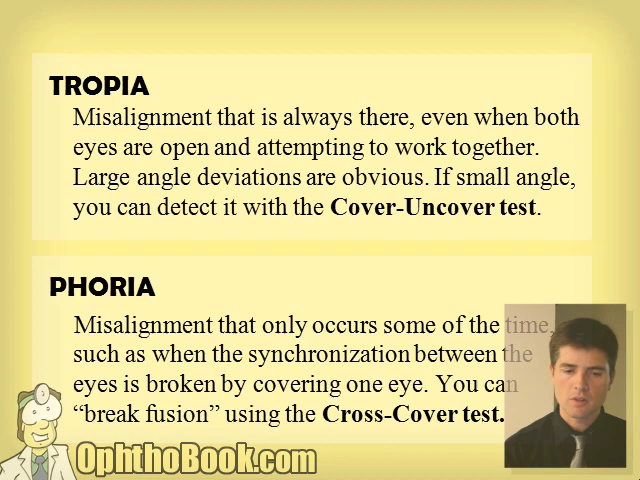 TROPIA
Misalignment that is always there, even when both
eyes are open and attempting to work together.
Large angle deviations are obvious. If small angle,
you can detect it with the Cover-Uncover test.
PHORIA
Misalignment that only occurs some of the time,
such as when the synchronization between the
eyes is broken by covering one eye. You can
“break fusion” using the Cross-Cover test.
OphthoBook.com